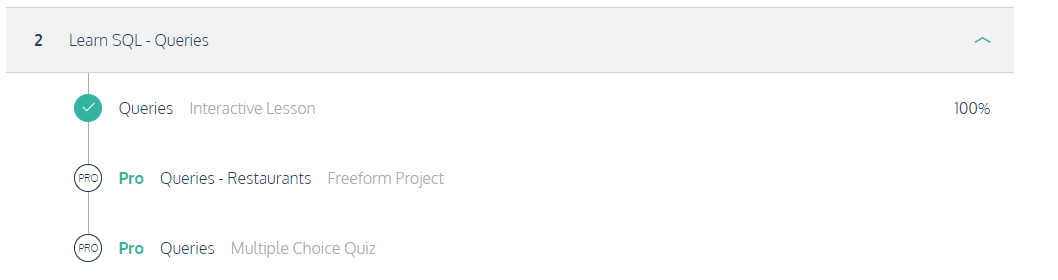 2 Learn SQL - Queries
Queries Interactive Lesson 100%
PRO Pro Queries - Restaurants Freeform Project
PRO Pro Queries Multiple Choice Quiz